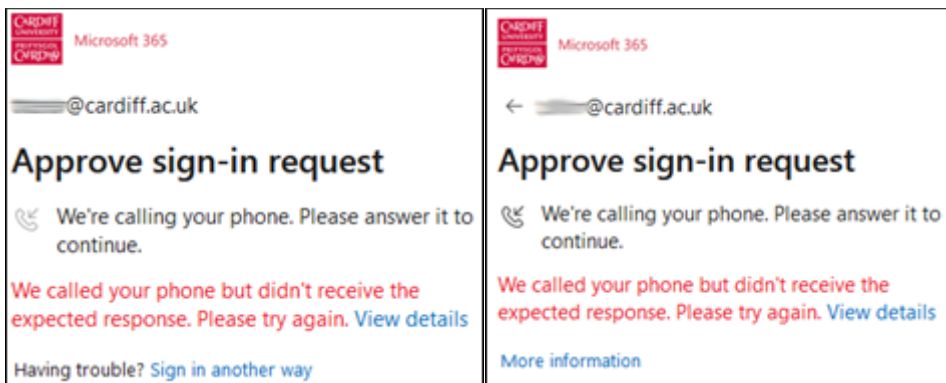 CARDIFF
UNIVERSITY
PRIFYSGOL
CAERDYDD
Microsoft 365
@cardiff.ac.uk
Approve sign-in request
We're calling your phone. Please answer it to
continue.
We called your phone but didn't receive the
expected response. Please try again. View details
Having trouble? Sign in another way
CARDIFF
UNIVERSITY
PRIFYSGOL
CAERDYDD
Microsoft 365
@cardiff.ac.uk
Approve sign-in request
We're calling your phone. Please answer it to
continue.
We called your phone but didn't receive the
expected response. Please try again. View details
More information